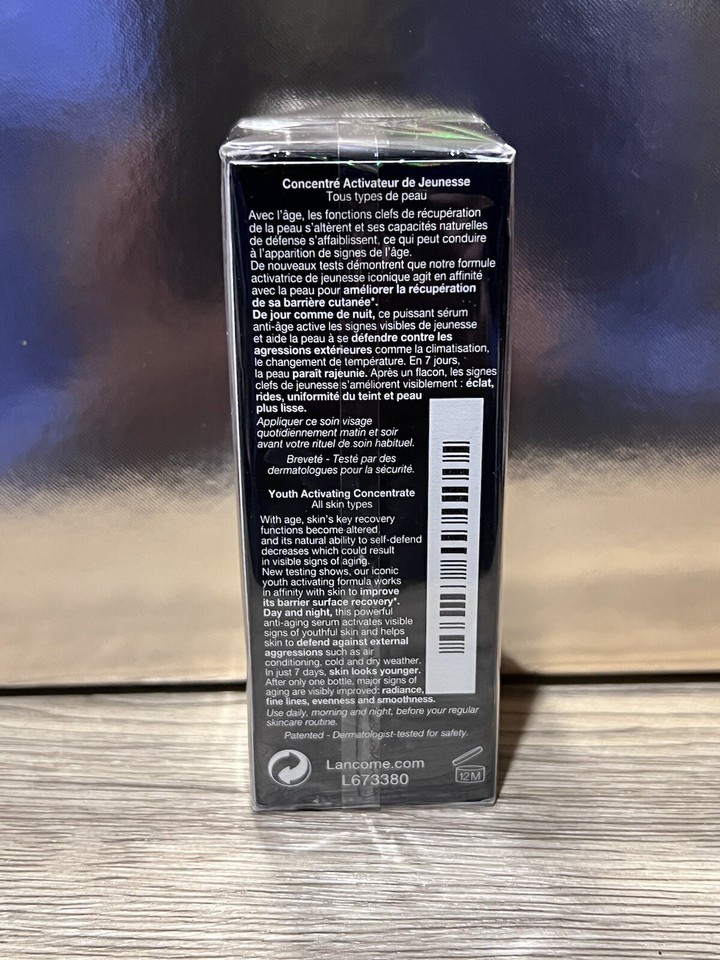 Concentré Activateur de Jeunesse
Tous types de peau
Avec l'âge, les fonctions clefs de récupération
de la peau s'altèrent et ses capacités naturelles
de défense s'affaiblissent, ce qui peut conduire
à l'apparition de signes de l'âge.
De nouveaux tests démontrent que notre formule
activatrice de jeunesse iconique agit en affinité
avec la peau pour améliorer la récupération
de sa barrière cutanée*.
De jour comme de nuit, ce puissant sérum
anti-âge active les signes visibles de jeunesse
et aide la peau à se défendre contre les
agressions extérieures comme la climatisation,
le changement de température. En 7 jours,
la peau paraît rajeunie. Après un flacon, les signes
clefs de jeunesse s'améliorent visiblement : éclat,
rides, uniformité du teint et peau
plus lisse.
Appliquer ce soin visage
quotidiennement matin et soir
avant votre rituel de soin habituel.
Breveté - Testé par des
dermatologues pour la sécurité.
Youth Activating Concentrate
All skin types
With age, skin's key recovery
functions become altered
and its natural ability to self-defend
decreases which could result
in visible signs of aging.
New testing shows, our iconic
youth activating formula works
in affinity with skin to improve
its barrier surface recovery*.
Day and night, this powerful
anti-aging serum activates visible
signs of youthful skin and helps
skin to defend against external
aggressions such as air
conditioning, cold and dry weather.
In just 7 days, skin looks younger.
After only one bottle, major signs of
aging are visibly improved: radiance,
fine lines, evenness and smoothness.
Use daily, morning and night, before your regular
skincare routine.
Patented - Dermatologist-tested for safety.
Lancome.com
L673380
12M